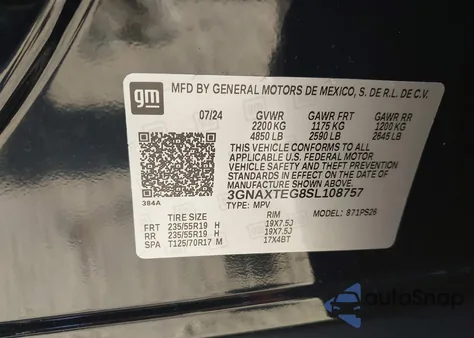 gm
MFD BY GENERAL MOTORS DE MEXICO, S. DE R.L. DE C.V.
07/24 GVWR GAWR FRT GAWR RR
2200 KG 1175 KG 1200 KG
4850 LB 2590 LB 2645 LB
THIS VEHICLE CONFORMS TO ALL
APPLICABLE U.S. FEDERAL MOTOR
VEHICLE SAFETY AND THEFT PREVENTION
STANDARDS IN EFFECT ON THE DATE OF
MANUFACTURE SHOWN ABOVE.
3GNAXTEG8SL108757
384A
TYPE: MPV MODEL: 871PS26
TIRE SIZE RIM
FRT 235/55R19 H 19X7.5J
RR 235/55R19 H 19X7.5J
SPA T125/70R17 M 17X4BT
autoSnap